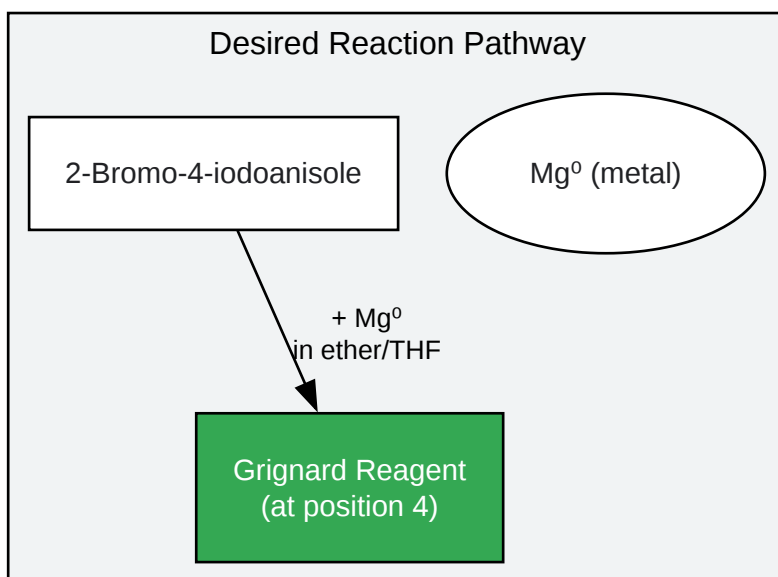 Desired Reaction Pathway
2-Bromo-4-iodoanisole
Mg⁰ (metal)
+ Mg⁰
in ether/THF
Grignard Reagent
(at position 4)